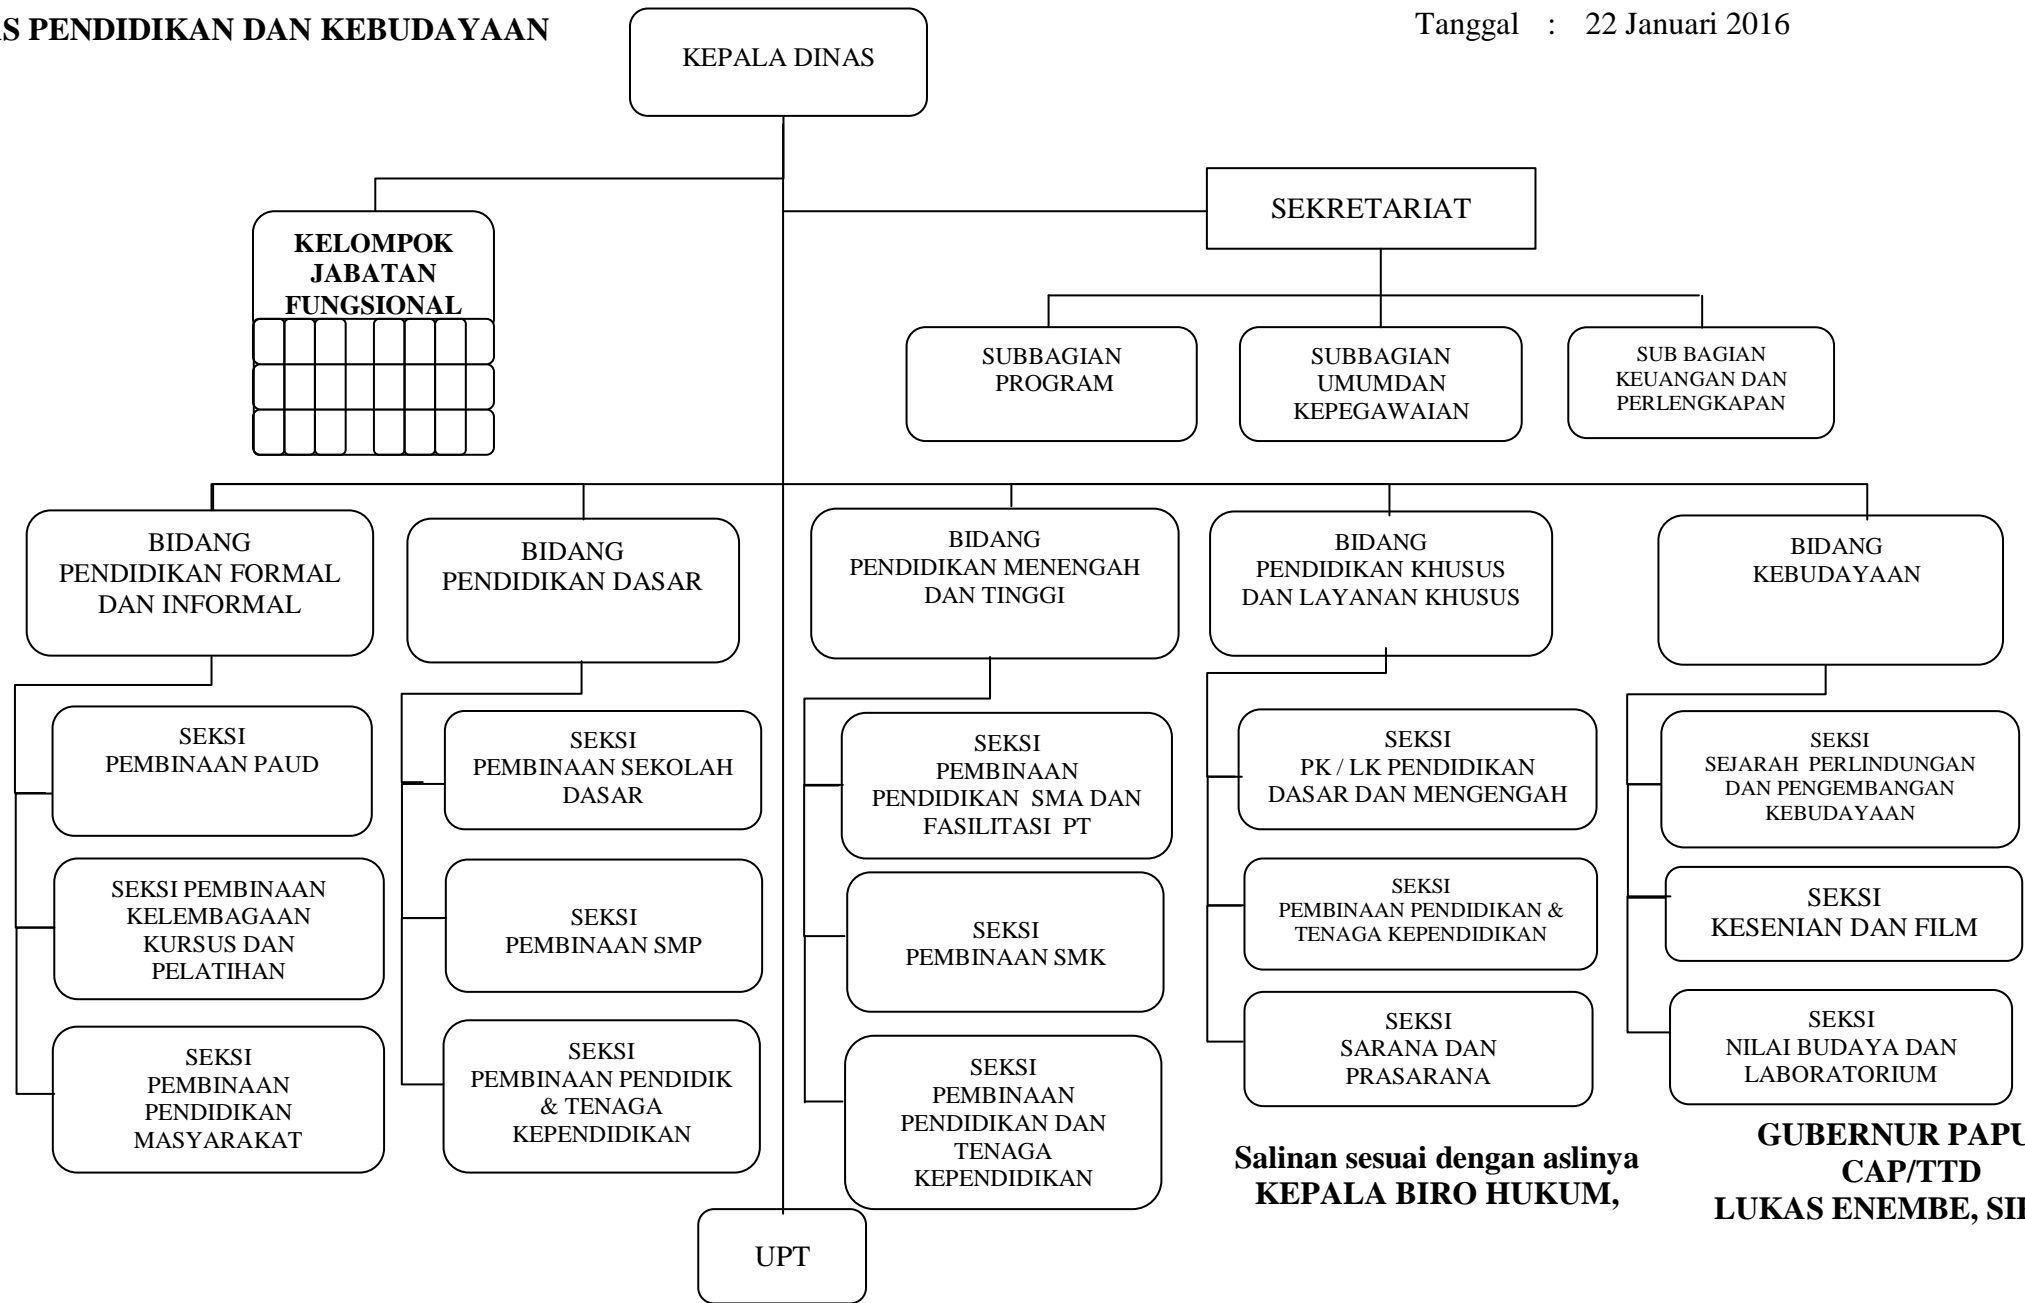 S PENDIDIKAN DAN KEBUDAYAAN
Tanggal : 22 Januari 2016
KEPALA DINAS
SEKRETARIAT
KELOMPOK
JABATAN
FUNGSIONAL
SUBBAGIAN
PROGRAM
SUBBAGIAN
UMUMDAN
KEPEGAWAIAN
SUB BAGIAN
KEUANGAN DAN
PERLENGKAPAN
BIDANG
PENDIDIKAN FORMAL
DAN INFORMAL
BIDANG
PENDIDIKAN DASAR
BIDANG
PENDIDIKAN MENENGAH
DAN TINGGI
BIDANG
PENDIDIKAN KHUSUS
DAN LAYANAN KHUSUS
BIDANG
KEBUDAYAAN
SEKSI
PEMBINAAN PAUD
SEKSI
PEMBINAAN SEKOLAH
DASAR
SEKSI
PEMBINAAN
PENDIDIKAN SMA DAN
FASILITASI PT
SEKSI
PK / LK PENDIDIKAN
DASAR DAN MENGENGAH
SEKSI
SEJARAH PERLINDUNGAN
DAN PENGEMBANGAN
KEBUDAYAAN
SEKSI PEMBINAAN
KELEMBAGAAN
KURSUS DAN
PELATIHAN
SEKSI
PEMBINAAN SMP
SEKSI
PEMBINAAN SMK
SEKSI
PEMBINAAN PENDIDIKAN &
TENAGA KEPENDIDIKAN
SEKSI
KESENIAN DAN FILM
SEKSI
PEMBINAAN
PENDIDIKAN
MASYARAKAT
SEKSI
PEMBINAAN PENDIDIK
& TENAGA
KEPENDIDIKAN
SEKSI
PEMBINAAN
PENDIDIKAN DAN
TENAGA
KEPENDIDIKAN
SEKSI
SARANA DAN
PRASARANA
SEKSI
NILAI BUDAYA DAN
LABORATORIUM
Salinan sesuai dengan aslinya
KEPALA BIRO HUKUM,
GUBERNUR PAPU
CAP/TTD
LUKAS ENEMBE, SI
UPT